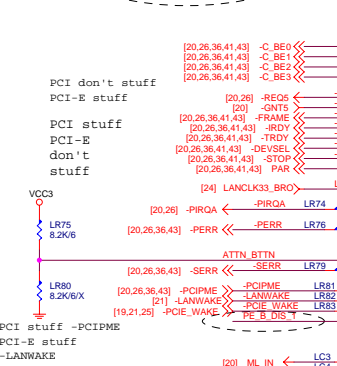 [20,26,36,41,43] -C_BE0
[20,26,36,41,43] -C_BE1
[20,26,36,41,43] -C_BE2
[20,26,36,41,43] -C_BE3
PCI don't stuff
PCI-E stuff
[20,26] -REQ5
[20] -GNT5
[20,26,36,41,43] -FRAME
[20,26,36,41,43] -IRDY
[20,26,36,41,43] -TRDY
[20,26,36,41,43] -DEVSEL
[20,26,36,41,43] -STOP
[20,26,36,41,43] PAR
PCI stuff
PCI-E
don't
stuff
[24] LANCLK33_BRO
VCC3
[20,26] -PIRQA -PIRQA LR74
LR75
8.2K/6
[20,26,36,43] -PERR -PERR LR76
ATTN_BTTN
[20,26,36,43] -SERR -SERR LR79
LR80
8.2K/6/X
[20,26,36,43] -PCIPME -PCIPME LR81
[21] -LANWAKE -LANWAKE LR82
[19,21,25] -PCIE_WAKE -PCIE_WAKE LR83
PE_B_DIS_T
PCI stuff -PCIPME
PCI-E stuff
-LANWAKE
[20] ML_IN LC3